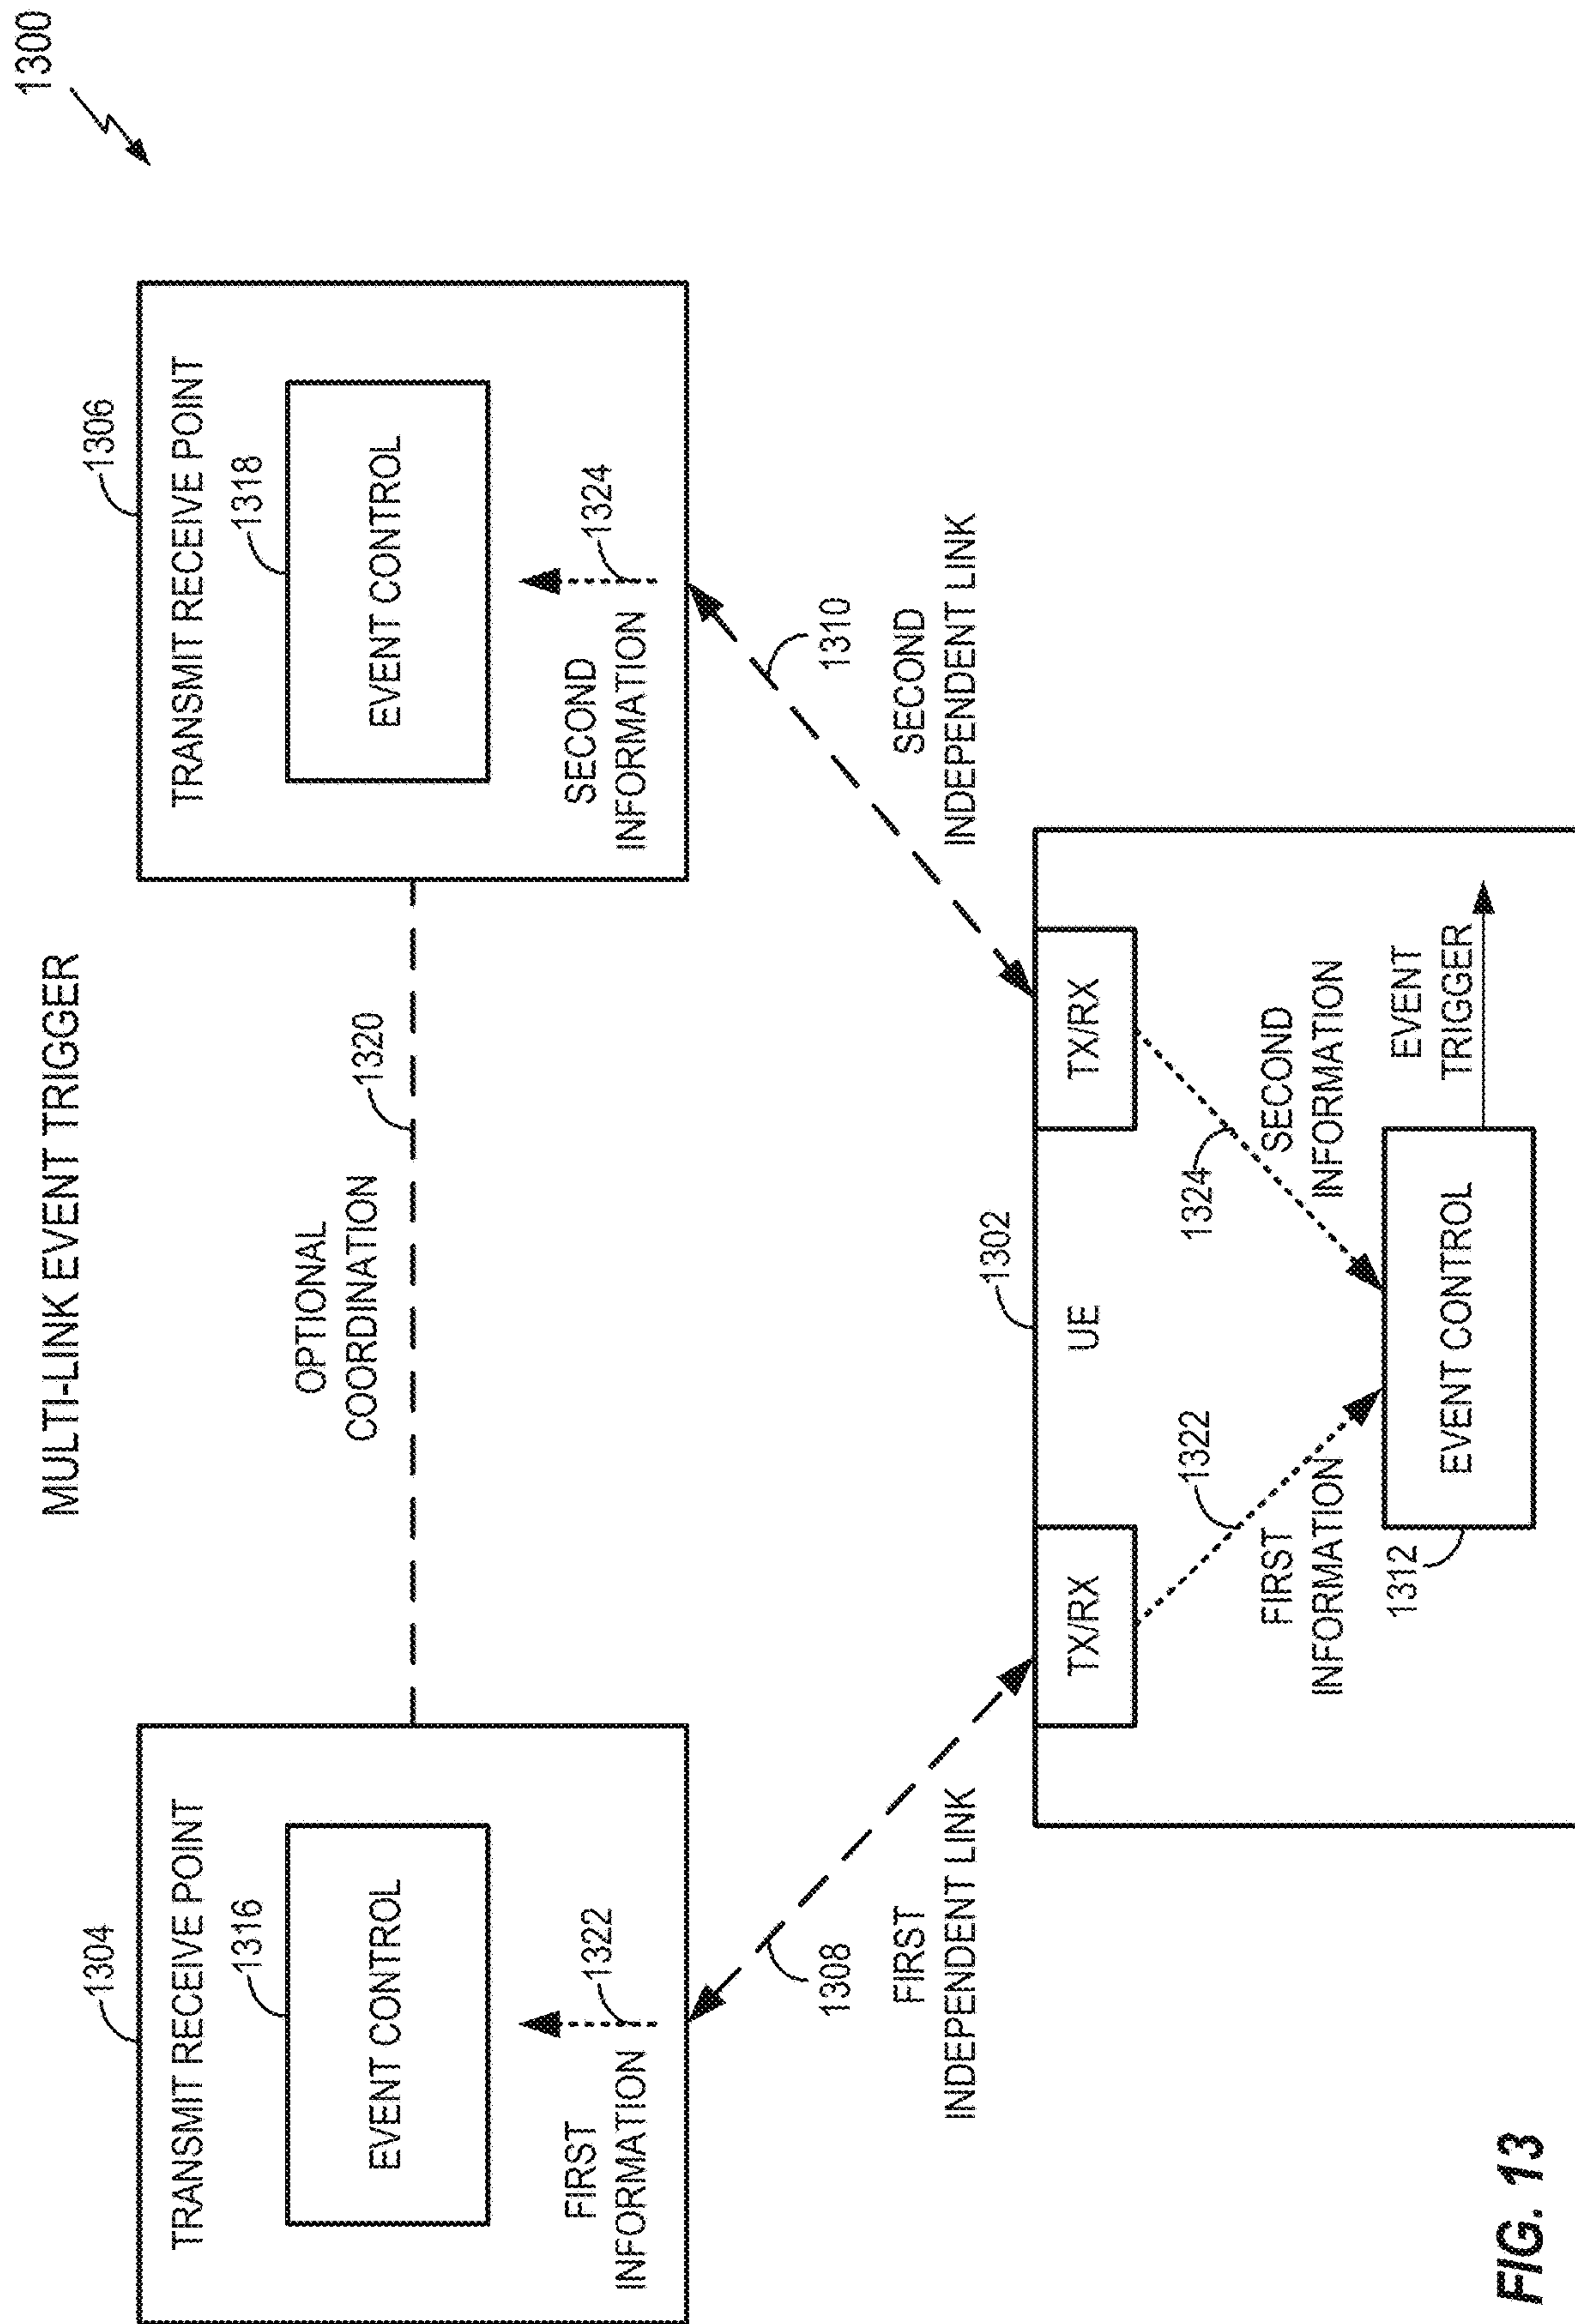 1300
MULTI-LINK EVENT TRIGGER
1304
TRANSMIT RECEIVE POINT
1316
EVENT CONTROL
FIRST
INFORMATION
1322
OPTIONAL
COORDINATION
1320
1306
TRANSMIT RECEIVE POINT
1318
EVENT CONTROL
SECOND
INFORMATION
1324
1308
FIRST
INDEPENDENT LINK
1310
SECOND
INDEPENDENT LINK
1302
TX/RX
UE
TX/RX
1322
FIRST
INFORMATION
1324
SECOND
INFORMATION
1312
EVENT CONTROL
EVENT
TRIGGER
FIG. 13